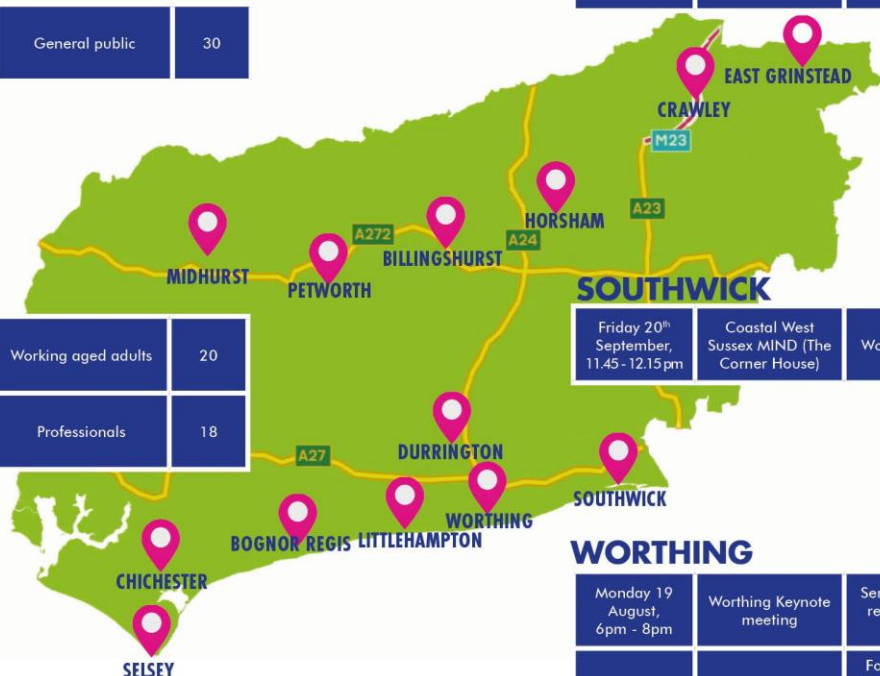 General public
30
EAST GRINSTEAD
CRAWLEY
M23
HORSHAM
A23
A272
BILLINGSHURST
A24
MIDHURST
PETWORTH
SOUTHWICK
Friday 20th
September,
11.45 - 12.15pm
Coastal West
Sussex MIND (The
Corner House)
Working aged adults
20
Professionals
18
A27
DURRINGTON
SOUTHWICK
WORTHING
BOGNOR REGIS
LITTLEHAMPTON
CHICHESTER
SELSEY
WORTHING
Monday 19
August,
6pm - 8pm
Worthing Keynote
meeting